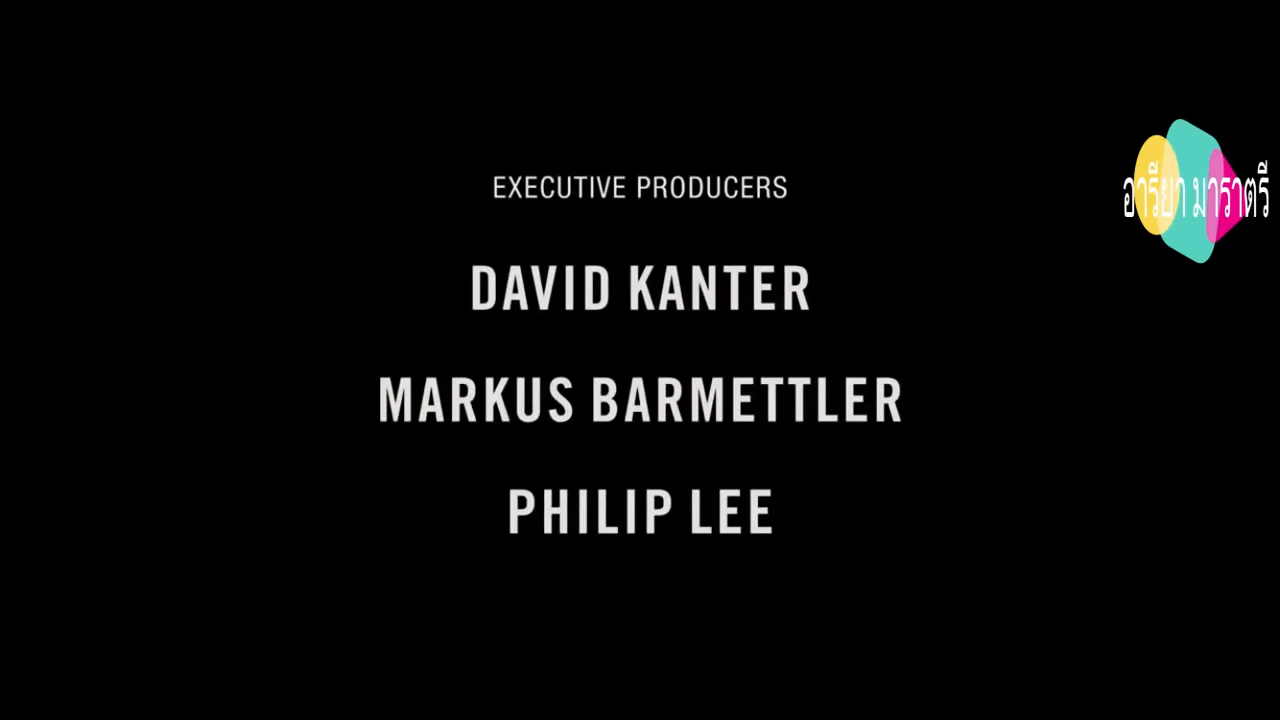 EXECUTIVE PRODUCERS
อารียา มาราตรี
DAVID KANTER
MARKUS BARMETTLER
PHILIP LEE